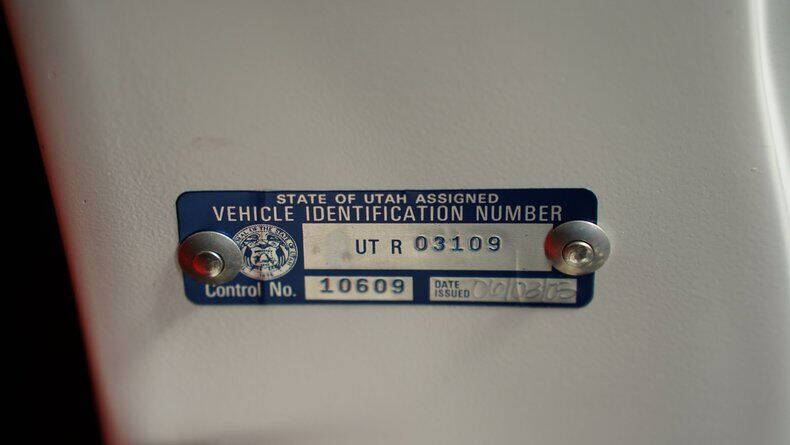 STATE OF UTAH ASSIGNED
VEHICLE IDENTIFICATION NUMBER
UT R 03109
Control No. 10609
DATE ISSUED